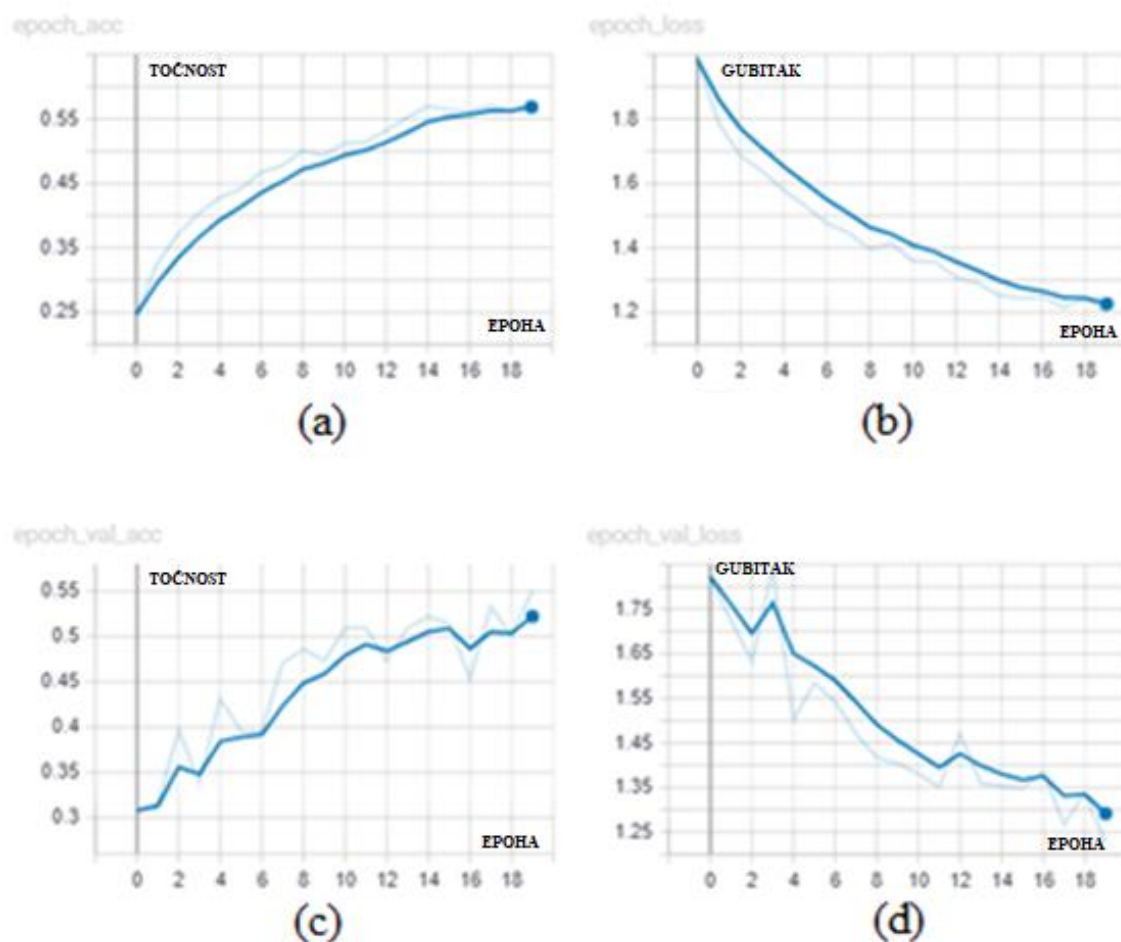 epoch_acc
TOČNOST
0.55
0.45
0.35
0.25
EPOHA
0 2 4 6 8 10 12 14 16 18
(a)
epoch_loss
GUBITAK
1.8
1.6
1.4
1.2
EPOHA
0 2 4 6 8 10 12 14 16 18
(b)
epoch_val_acc
TOČNOST
0.55
0.5
0.45
0.4
0.35
0.3
EPOHA
0 2 4 6 8 10 12 14 16 18
(c)
epoch_val_loss
GUBITAK
1.75
1.65
1.55
1.45
1.35
1.25
EPOHA
0 2 4 6 8 10 12 14 16 18
(d)